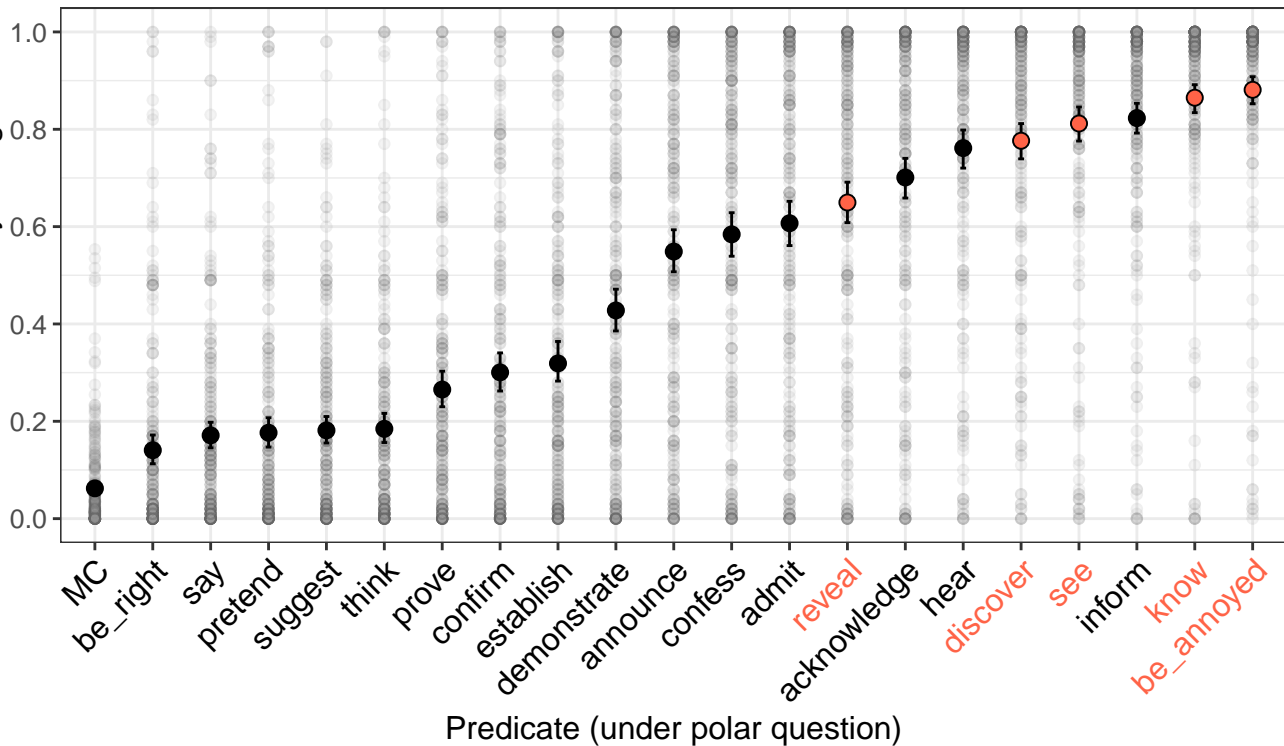 1.0
0.8
0.6
0.4
0.2
0.0
MC
be_right
say
pretend
suggest
think
prove
confirm
establish
demonstrate
announce
confess
admit
reveal
acknowledge
hear
discover
see
inform
know
be_annoyed
Predicate (under polar question)